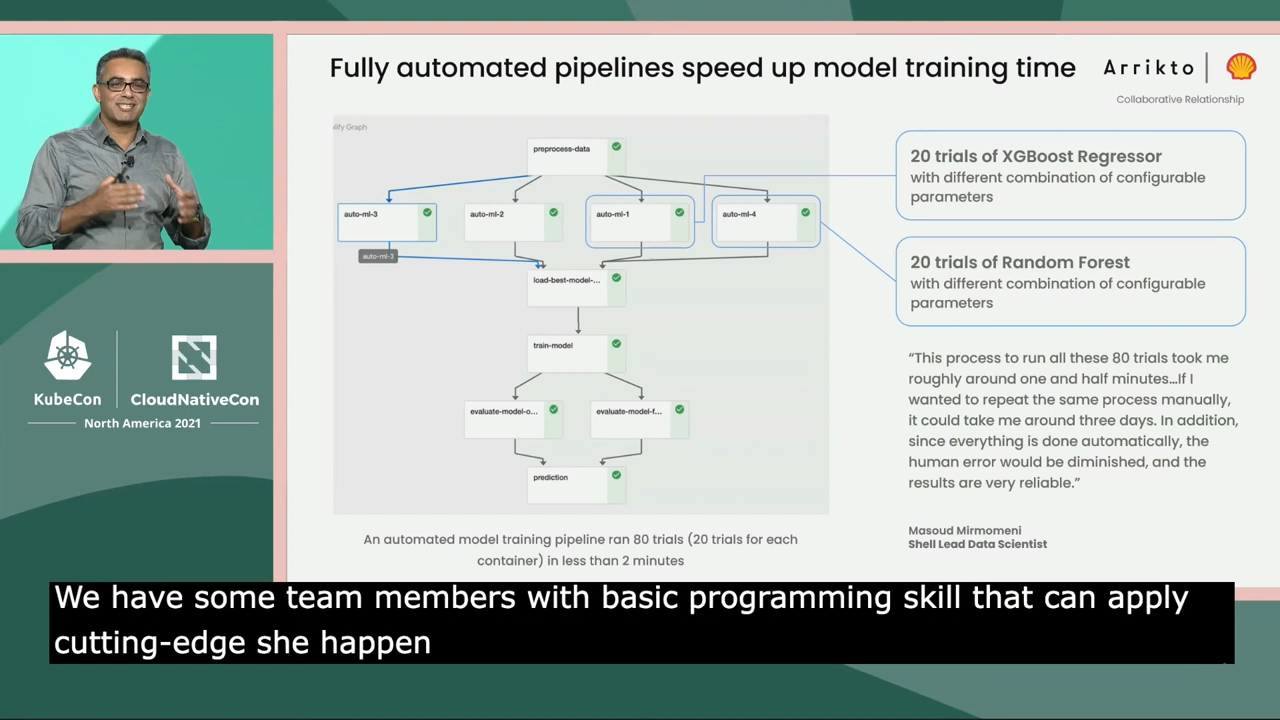 Fully automated pipelines speed up model training time
Arrikto
Collaborative Relationship
lify Graph
preprocess-data
auto-ml-3
auto-ml-2
auto-ml-1
auto-ml-4
auto-ml-3
load-best-model-...
train-model
evaluate-model-o...
evaluate-model-f...
prediction
An automated model training pipeline ran 80 trials (20 trials for each
container) in less than 2 minutes
20 trials of XGBoost Regressor
with different combination of configurable
parameters
20 trials of Random Forest
with different combination of configurable
parameters
“This process to run all these 80 trials took me
roughly around one and half minutes...If I
wanted to repeat the same process manually,
it could take me around three days. In addition,
since everything is done automatically, the
human error would be diminished, and the
results are very reliable.”
Masoud Mirmomeni
Shell Lead Data Scientist
KubeCon
CloudNativeCon
North America 2021
We have some team members with basic programming skill that can apply
cutting-edge she happen